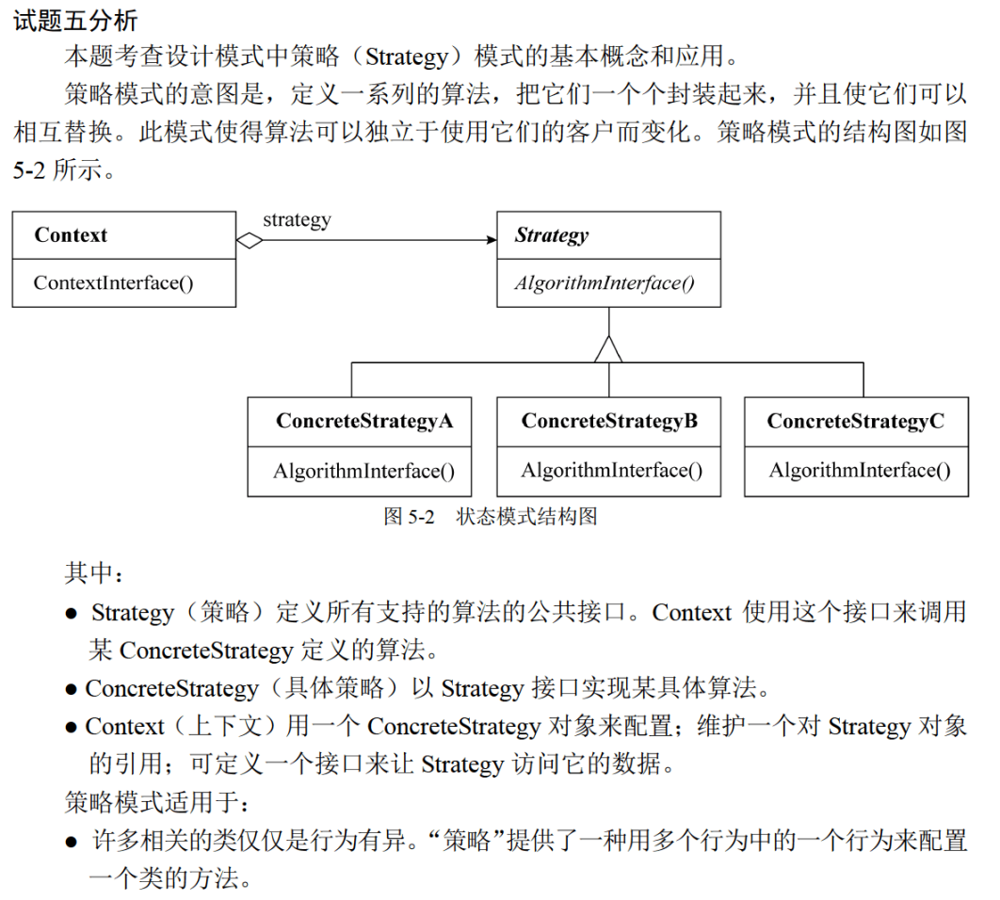 试题五分析
本题考查设计模式中策略（Strategy）模式的基本概念和应用。
策略模式的意图是，定义一系列的算法，把它们一个个封装起来，并且使它们可以
相互替换。此模式使得算法可以独立于使用它们的客户而变化。策略模式的结构图如图
5-2 所示。
strategy
Context
Strategy
ContextInterface()
AlgorithmInterface()
ConcreteStrategyA
ConcreteStrategyB
ConcreteStrategyC
AlgorithmInterface()
AlgorithmInterface()
AlgorithmInterface()
图 5-2 状态模式结构图
其中：
● Strategy（策略）定义所有支持的算法的公共接口。Context 使用这个接口来调用
某 ConcreteStrategy 定义的算法。
● ConcreteStrategy（具体策略）以 Strategy 接口实现某具体算法。
● Context（上下文）用一个 ConcreteStrategy 对象来配置；维护一个对 Strategy 对象
的引用；可定义一个接口来让 Strategy 访问它的数据。
策略模式适用于：
● 许多相关的类仅仅是行为有异。“策略”提供了一种用多个行为中的一个行为来配置
一个类的方法。